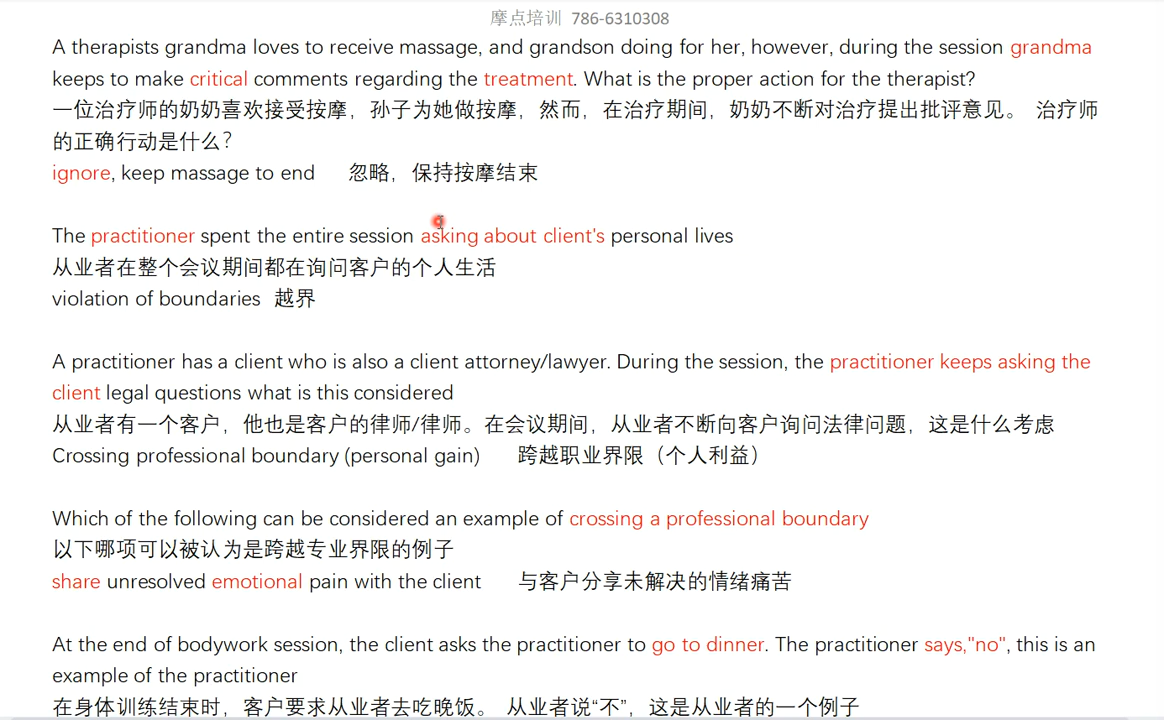 摩点培训 786-6310308
A therapists grandma loves to receive massage, and grandson doing for her, however, during the session grandma
keeps to make critical comments regarding the treatment. What is the proper action for the therapist?
一位治疗师的奶奶喜欢接受按摩，孙子为她做按摩，然而，在治疗期间，奶奶不断对治疗提出批评意见。 治疗师
的正确行动是什么？
ignore, keep massage to end 忽略，保持按摩结束
The practitioner spent the entire session asking about client's personal lives
从业者在整个会议期间都在询问客户的个人生活
violation of boundaries 越界
A practitioner has a client who is also a client attorney/lawyer. During the session, the practitioner keeps asking the
client legal questions what is this considered
从业者有一个客户，他也是客户的律师/律师。在会议期间，从业者不断向客户询问法律问题，这是什么考虑
Crossing professional boundary (personal gain) 跨越职业界限（个人利益）
Which of the following can be considered an example of crossing a professional boundary
以下哪项可以被认为是跨越专业界限的例子
share unresolved emotional pain with the client 与客户分享未解决的情绪痛苦
At the end of bodywork session, the client asks the practitioner to go to dinner. The practitioner says,"no", this is an
example of the practitioner
在身体训练结束时，客户要求从业者去吃晚饭。 从业者说“不”，这是从业者的一个例子